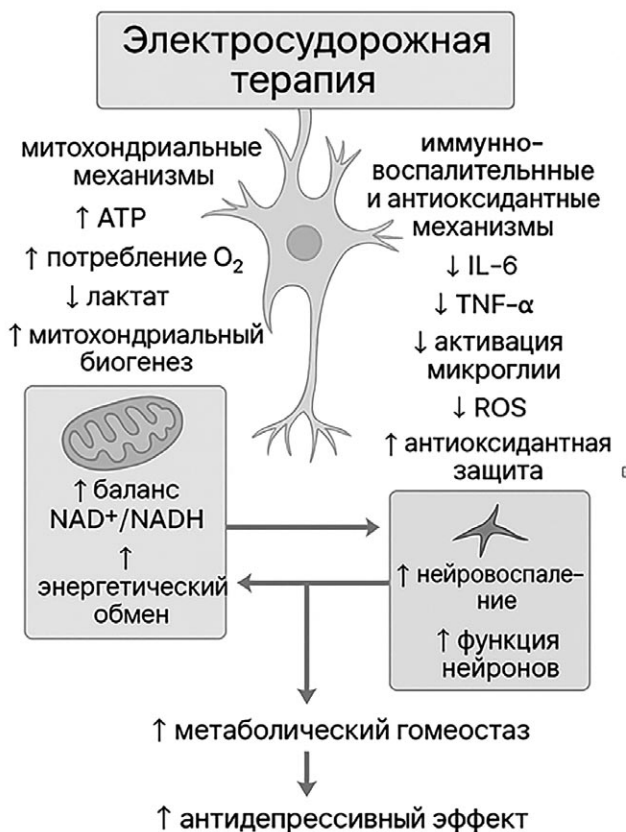 Электросудорожная
терапия
митохондриальные
механизмы
↑ ATP
↑ потребление O₂
↓ лактат
↑ митохондриальный
биогенез
↑ баланс
NAD⁺/NADH
↑
энергетический
обмен
иммунно-
воспалительнные
и антиоксидантные
механизмы
↓ IL-6
↓ TNF-α
↓ активация
микроглии
↓ ROS
↑ антиоксидантная
защита
↑ нейровоспале-
ние
↑ функция
нейронов
↑ метаболический гомеостаз
↑ антидепрессивный эффект